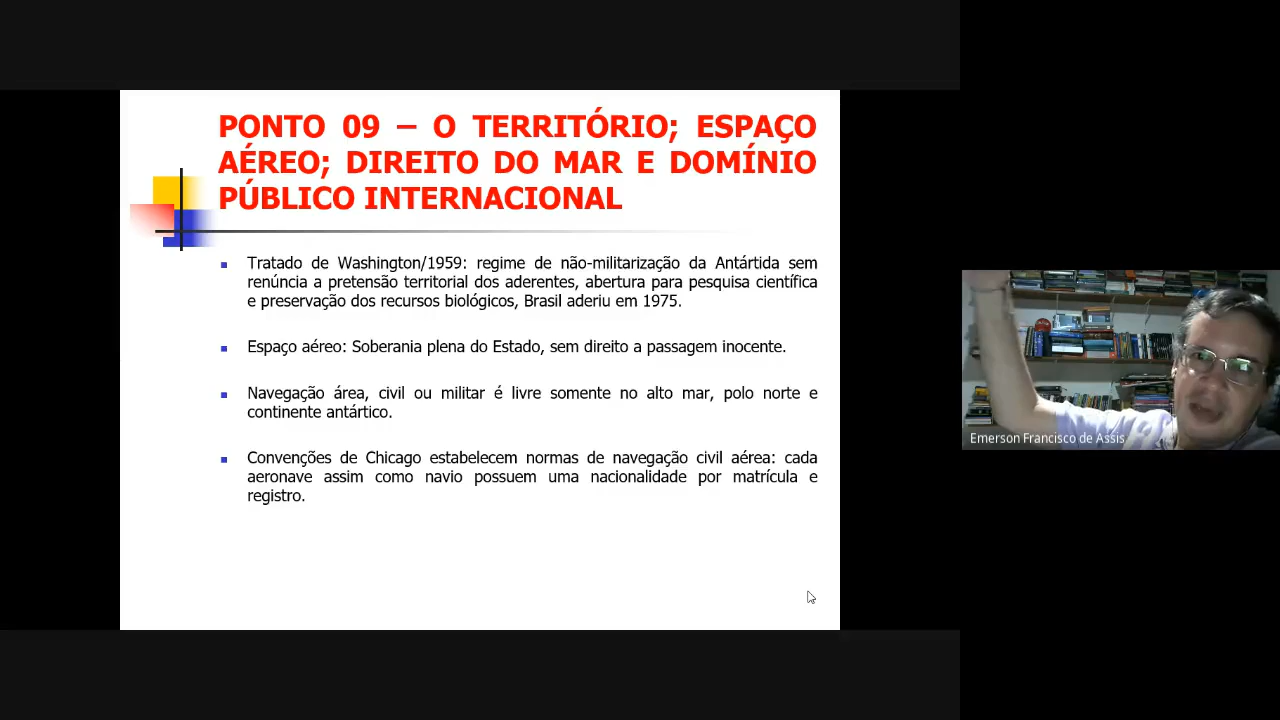 PONTO 09 – O TERRITÓRIO; ESPAÇO
AÉREO; DIREITO DO MAR E DOMÍNIO
PÚBLICO INTERNACIONAL
Tratado de Washington/1959: regime de não-militarização da Antártida sem
renúncia a pretensão territorial dos aderentes, abertura para pesquisa científica
e preservação dos recursos biológicos, Brasil aderiu em 1975.
Espaço aéreo: Soberania plena do Estado, sem direito a passagem inocente.
Navegação área, civil ou militar é livre somente no alto mar, polo norte e
continente antártico.
Convenções de Chicago estabelecem normas de navegação civil aérea: cada
aeronave assim como navio possuem uma nacionalidade por matrícula e
registro.
Emerson Francisco de Assis